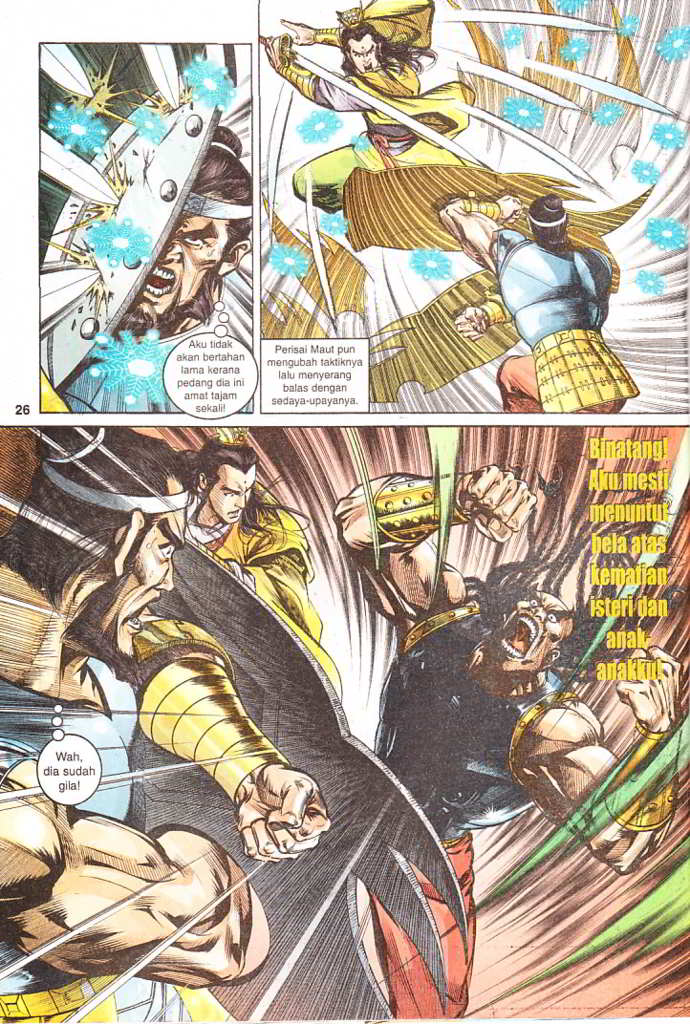 Aku tidak
akan bertahan
lama kerana
pedang dia ini
amat tajam
sekali!
Perisai Maut pun
mengubah taktiknya
lalu menyerang
balas dengan
sedaya-upayanya.
26
Binatang!
Aku mesti
menuntut
bela atas
kematian
isteri dan
anak-
anakku!
Wah,
dia sudah
gila!